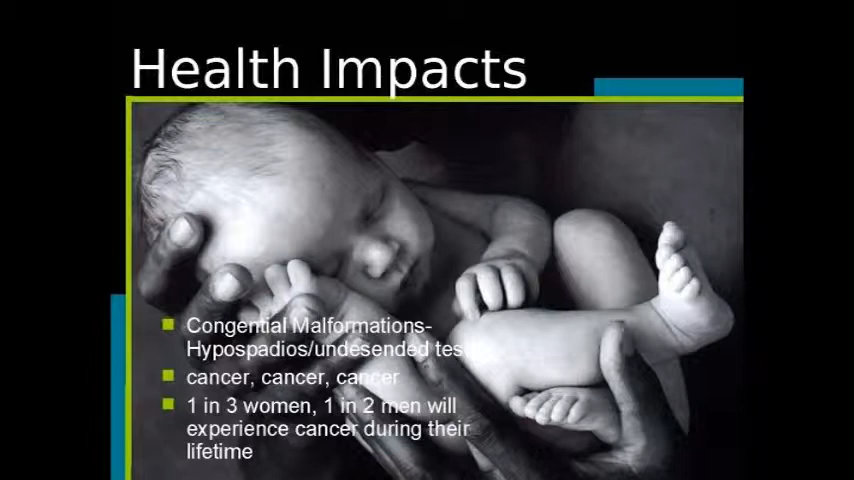 Health Impacts
Congential Malformations-
Hypospadios/undesended tes
cancer, cancer, cancer
1 in 3 women, 1 in 2 men will
experience cancer during their
lifetime